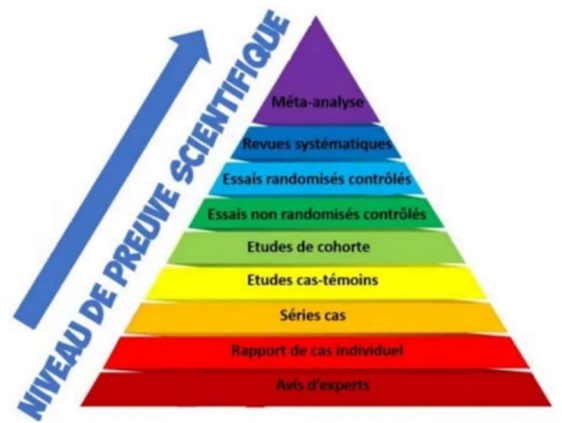 NIVEAU DE PREUVE SCIENTIFIQUE
Méta-analyse
Revues systématiques
Essais randomisés contrôlés
Essais non randomisés contrôlés
Etudes de cohorte
Etudes cas-témoins
Séries cas
Rapport de cas individuel
Avis d'experts